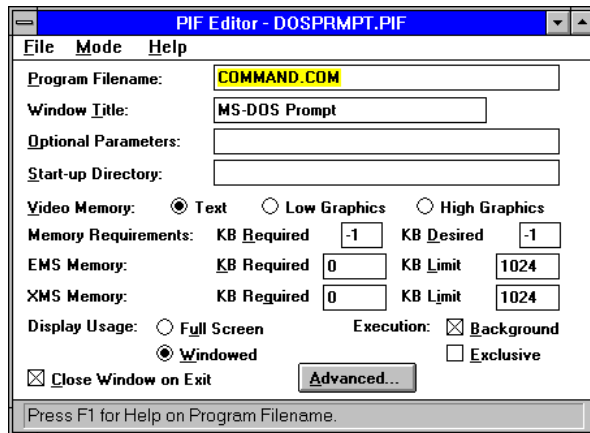 PIF Editor - DOSPRMPT.PIF
File Mode Help
Program Filename: COMMAND.COM
Window Title: MS-DOS Prompt
Optional Parameters:
Start-up Directory:
Video Memory: Text Low Graphics High Graphics
Memory Requirements: KB Required -1 KB Desired -1
EMS Memory: KB Required 0 KB Limit 1024
XMS Memory: KB Required 0 KB Limit 1024
Display Usage: Full Screen Execution: Background
Windowed Exclusive
Close Window on Exit Advanced...
Press F1 for Help on Program Filename.